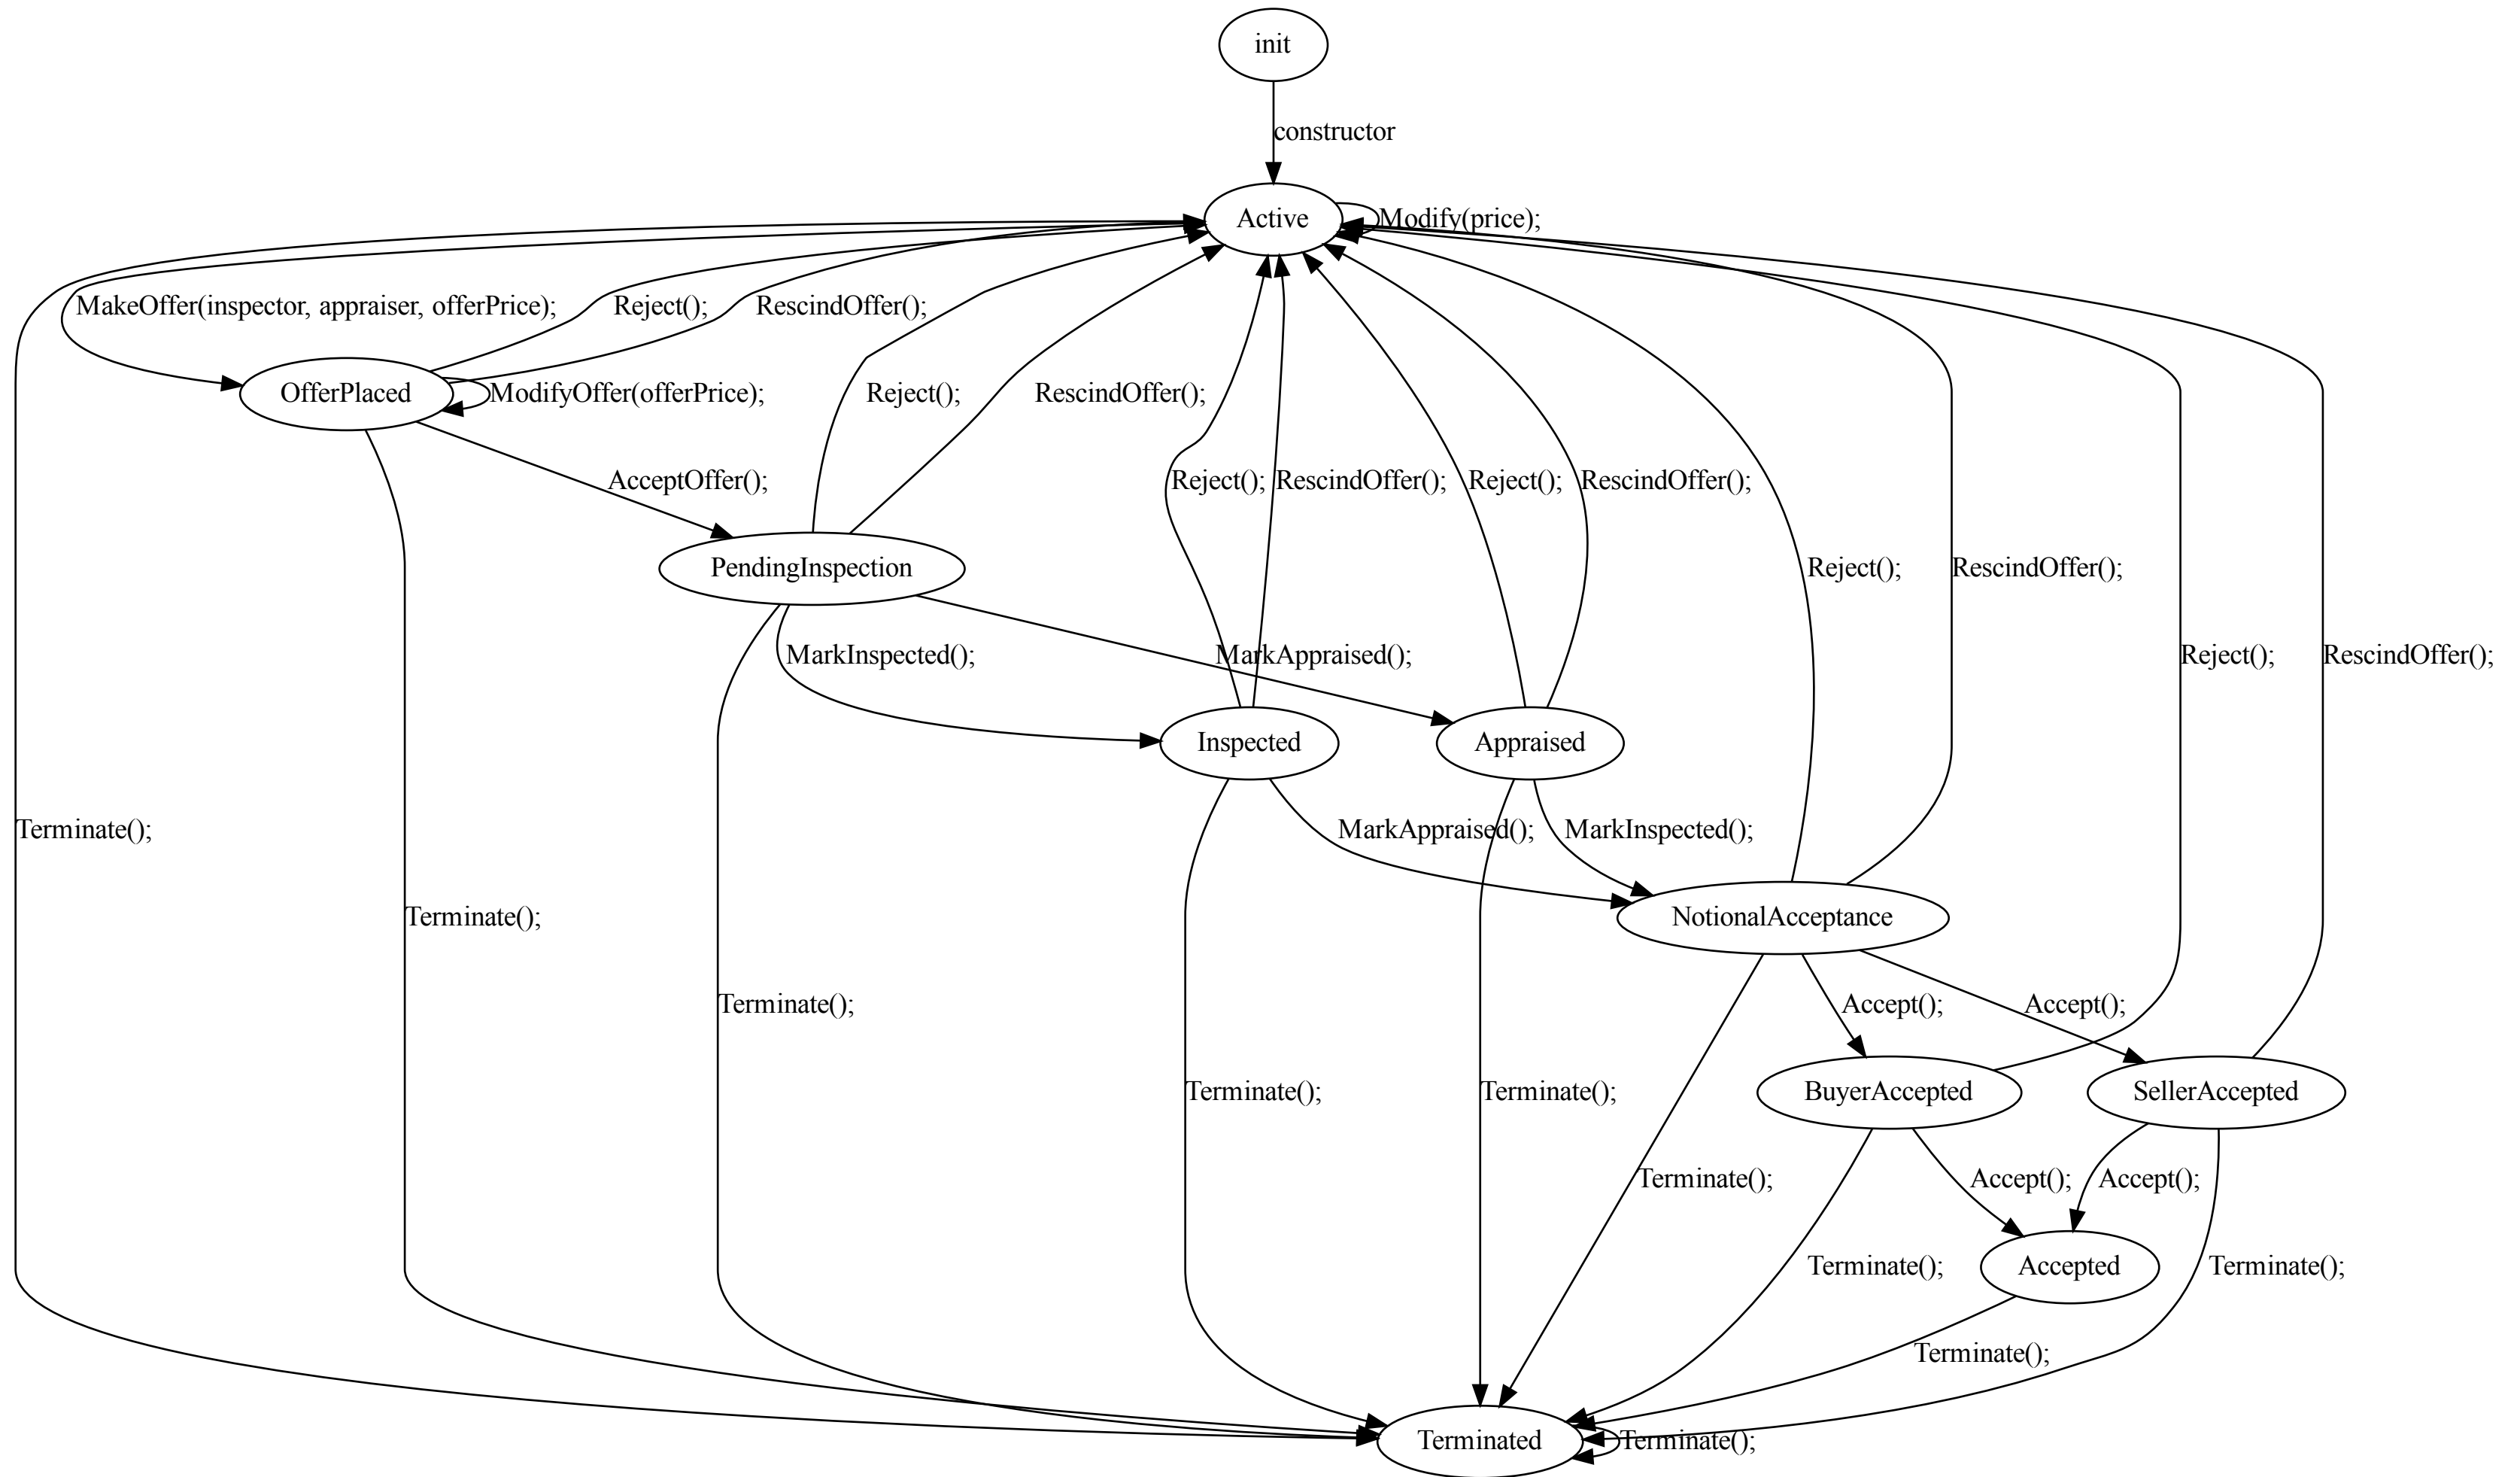 init
constructor
Active
Modify(price);
MakeOffer(inspector, appraiser, offerPrice);
Reject();
RescindOffer();
OfferPlaced
ModifyOffer(offerPrice);
Reject();
RescindOffer();
AcceptOffer();
Reject();
RescindOffer();
Reject();
RescindOffer();
PendingInspection
Reject();
RescindOffer();
MarkInspected();
MarkAppraised();
Reject();
RescindOffer();
Inspected
Appraised
Terminate();
MarkAppraised();
MarkInspected();
Terminate();
NotionalAcceptance
Terminate();
Accept();
Accept();
Terminate();
Terminate();
BuyerAccepted
SellerAccepted
Terminate();
Accept();
Accept();
Terminate();
Accepted
Terminate();
Terminate();
Terminated
Terminate();